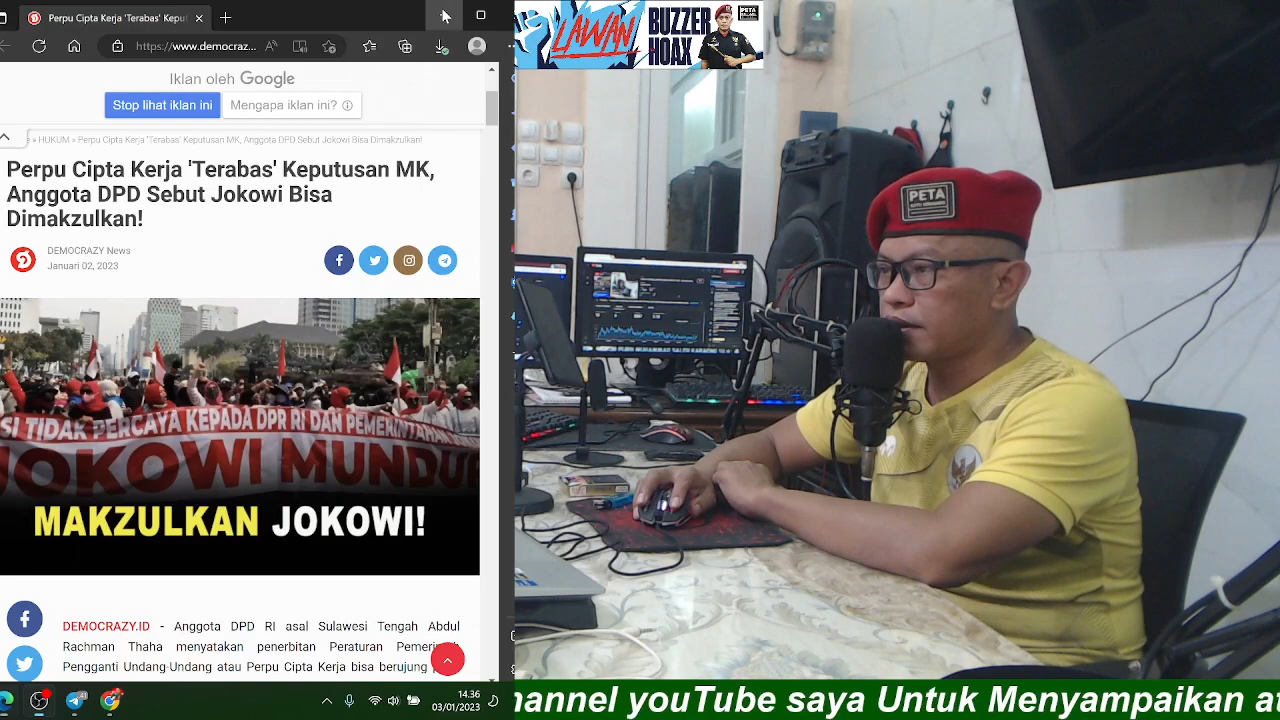 Perpu Cipta Kerja 'Terabas' Keput
https://www.democraz...
Iklan oleh Google
Stop lihat iklan ini
Mengapa iklan ini?
» HUKUM » Perpu Cipta Kerja 'Terabas' Keputusan MK, Anggota DPD Sebut Jokowi Bisa Dimakzulkan!
Perpu Cipta Kerja 'Terabas' Keputusan MK,
Anggota DPD Sebut Jokowi Bisa
Dimakzulkan!
DEMOCRAZY News
Januari 02, 2023
SI TIDAK PERCAYA KEPADA DPR RI DAN PEMERINTAHAN
JOKOWI MUNDUR
MAKZULKAN JOKOWI!
DEMOCRAZY.ID - Anggota DPD RI asal Sulawesi Tengah Abdul
Rachman Thaha menyatakan penerbitan Peraturan Pemeri
Pengganti Undang-Undang atau Perpu Cipta Kerja bisa berujung
14.36
03/01/2023
LAWAN
BUZZER
HOAX
PETA
PETA
hannel youTube saya Untuk Menyampaikan a